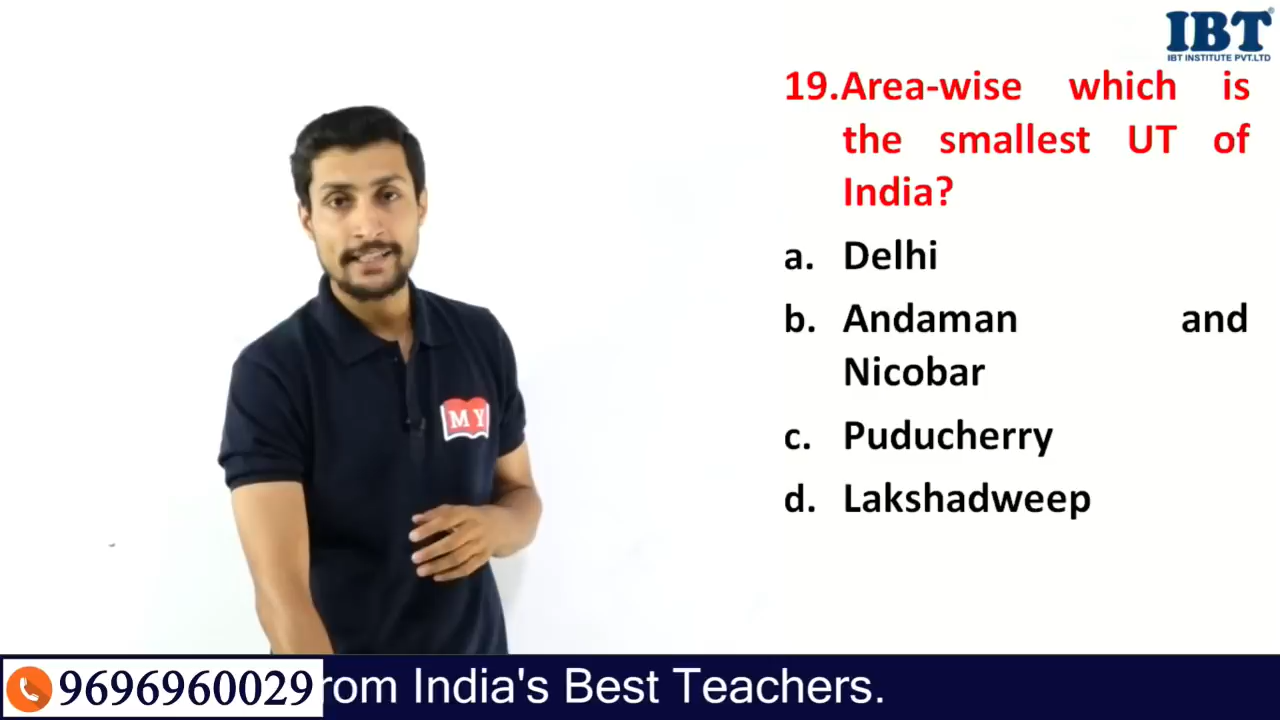 IBT
IBT INSTITUTE PVT.LTD
19.Area-wise which is
the smallest UT of
India?
a. Delhi
b. Andaman and
Nicobar
c. Puducherry
d. Lakshadweep
M Y
9696960029 rom India's Best Teachers.